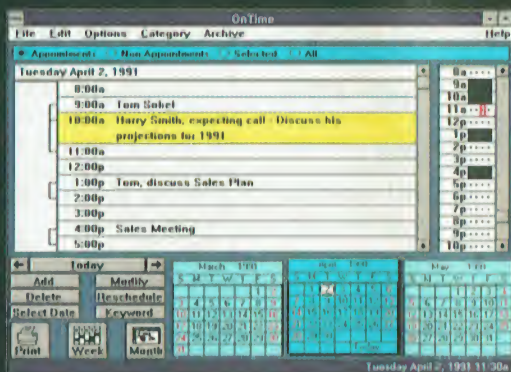 OnTime
File Edit Options Category Archive Help
Appointments Non Appointments Selected All
Tuesday April 2, 1991
8:00a
9:00a Tom Sobel
10:00a Harry Smith, expecting call - Discuss his
projections for 1991
11:00a
12:00p
1:00p Tom, discuss Sales Plan
2:00p
3:00p
4:00p Sales Meeting
5:00p
8a
9a
10a
11a
12p
1p
2p
3p
4p
5p
6p
7p
8p
9p
10p
Today
Add Modify
Delete Reschedule
Select Date Keyword
Print Week Month
March
April
May
S M T W T F S
Tuesday April 2, 1991 11:30a